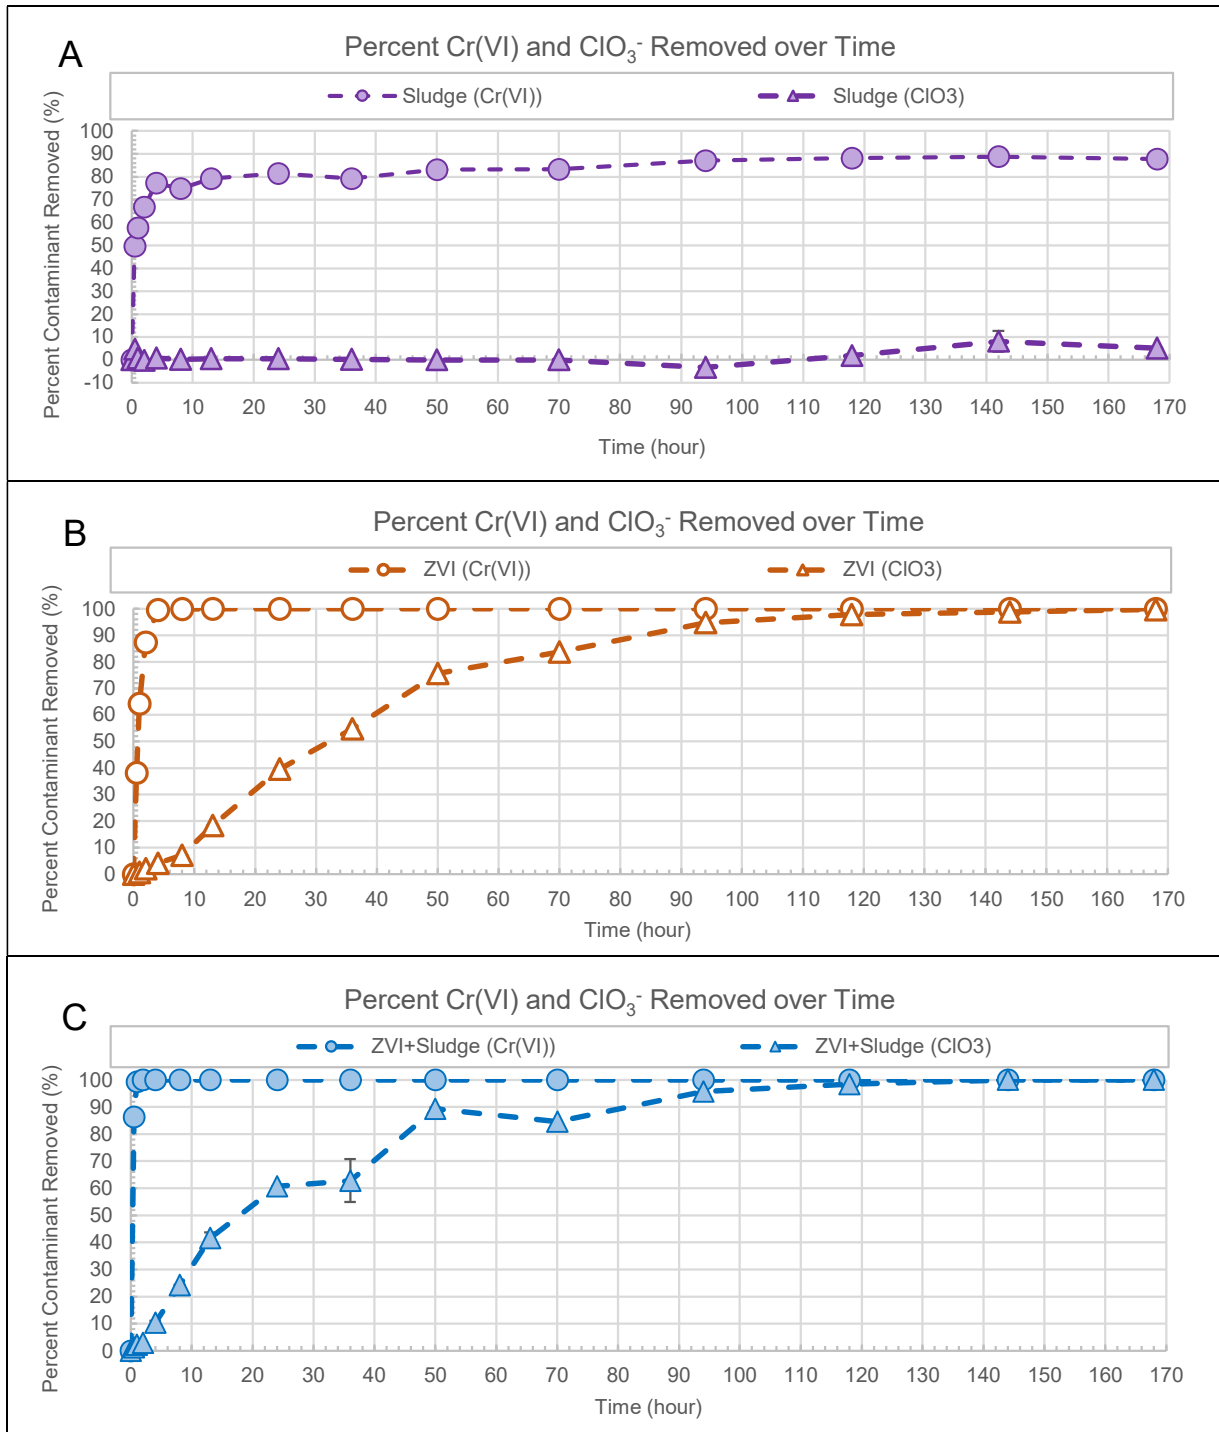 A
Percent Cr(VI) and ClO₃⁻ Removed over Time
Sludge (Cr(VI)) Sludge (ClO3)
Percent Contaminant Removed (%)
100
90
80
70
60
50
40
30
20
10
0
-10
0 10 20 30 40 50 60 70 80 90 100 110 120 130 140 150 160 170
Time (hour)
B
Percent Cr(VI) and ClO₃⁻ Removed over Time
ZVI (Cr(VI)) ZVI (ClO3)
Percent Contaminant Removed (%)
100
90
80
70
60
50
40
30
20
10
0
0 10 20 30 40 50 60 70 80 90 100 110 120 130 140 150 160 170
Time (hour)
C
Percent Cr(VI) and ClO₃⁻ Removed over Time
ZVI+Sludge (Cr(VI)) ZVI+Sludge (ClO3)
Percent Contaminant Removed (%)
100
90
80
70
60
50
40
30
20
10
0
0 10 20 30 40 50 60 70 80 90 100 110 120 130 140 150 160 170
Time (hour)